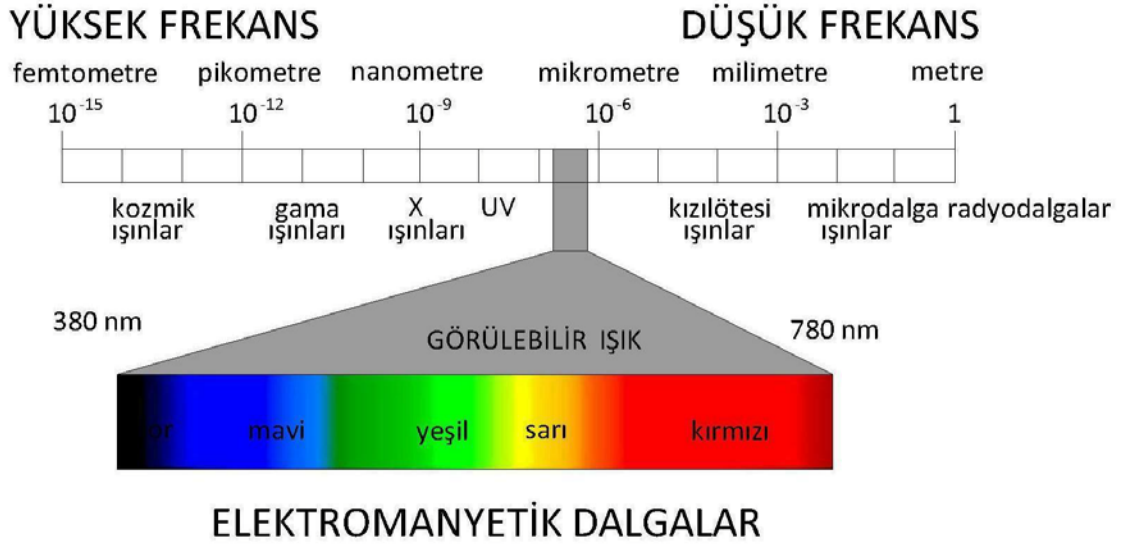 YÜKSEK FREKANS DÜŞÜK FREKANS
femtometre pikometre nanometre mikrometre milimetre metre
10⁻¹⁵ 10⁻¹² 10⁻⁹ 10⁻⁶ 10⁻³ 1
kozmik ışınlar
gama ışınları
X ışınları
UV
kızılötesi ışınlar
mikrodalga ışınlar
radyodalgalar
380 nm
780 nm
GÖRÜLEBİLİR IŞIK
mavi yeşil sarı kırmızı
ELEKTROMANYETİK DALGALAR